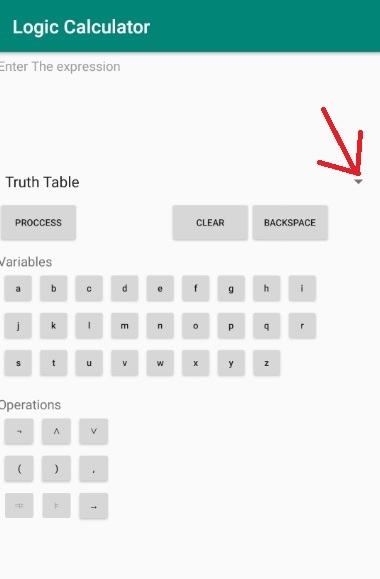 Logic Calculator
Enter The expression
Truth Table
PROCCESS CLEAR BACKSPACE
Variables
a b c d e f g h i
j k l m n o p q r
s t u v w x y z
Operations
¬ ∧ ∨
( ) ,
⊨ →